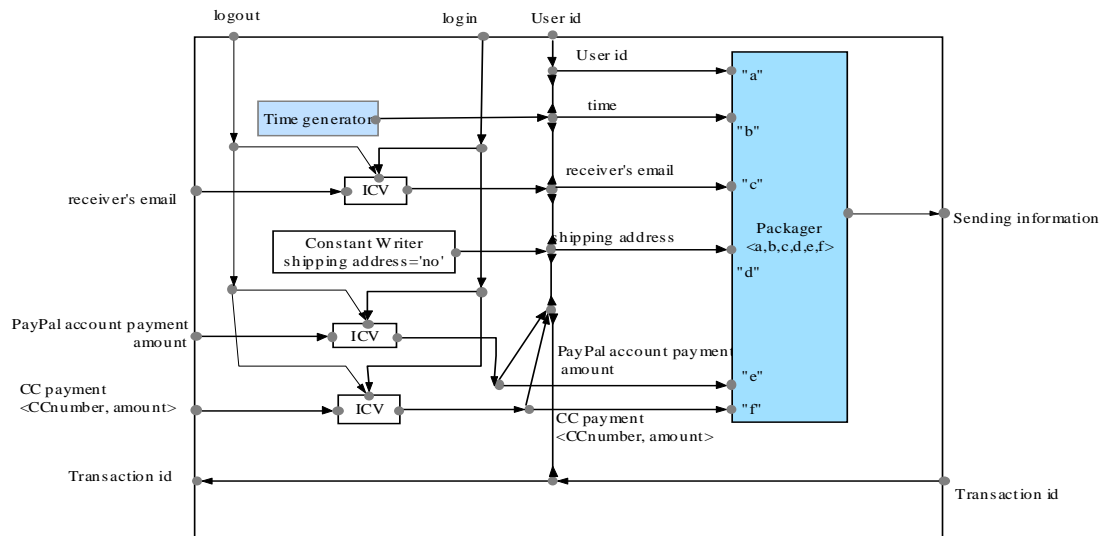 logout
login
User id
User id
"a"
Time generator
time
"b"
receiver's email
ICV
receiver's email
"c"
Constant Writer
shipping address='no'
shipping address
Packager
<a,b,c,d,e,f>
"d"
Sending information
PayPal account payment
amount
ICV
PayPal account payment
amount
"e"
CC payment
<CCnumber, amount>
ICV
"f"
CC payment
<CCnumber, amount>
Transaction id
Transaction id